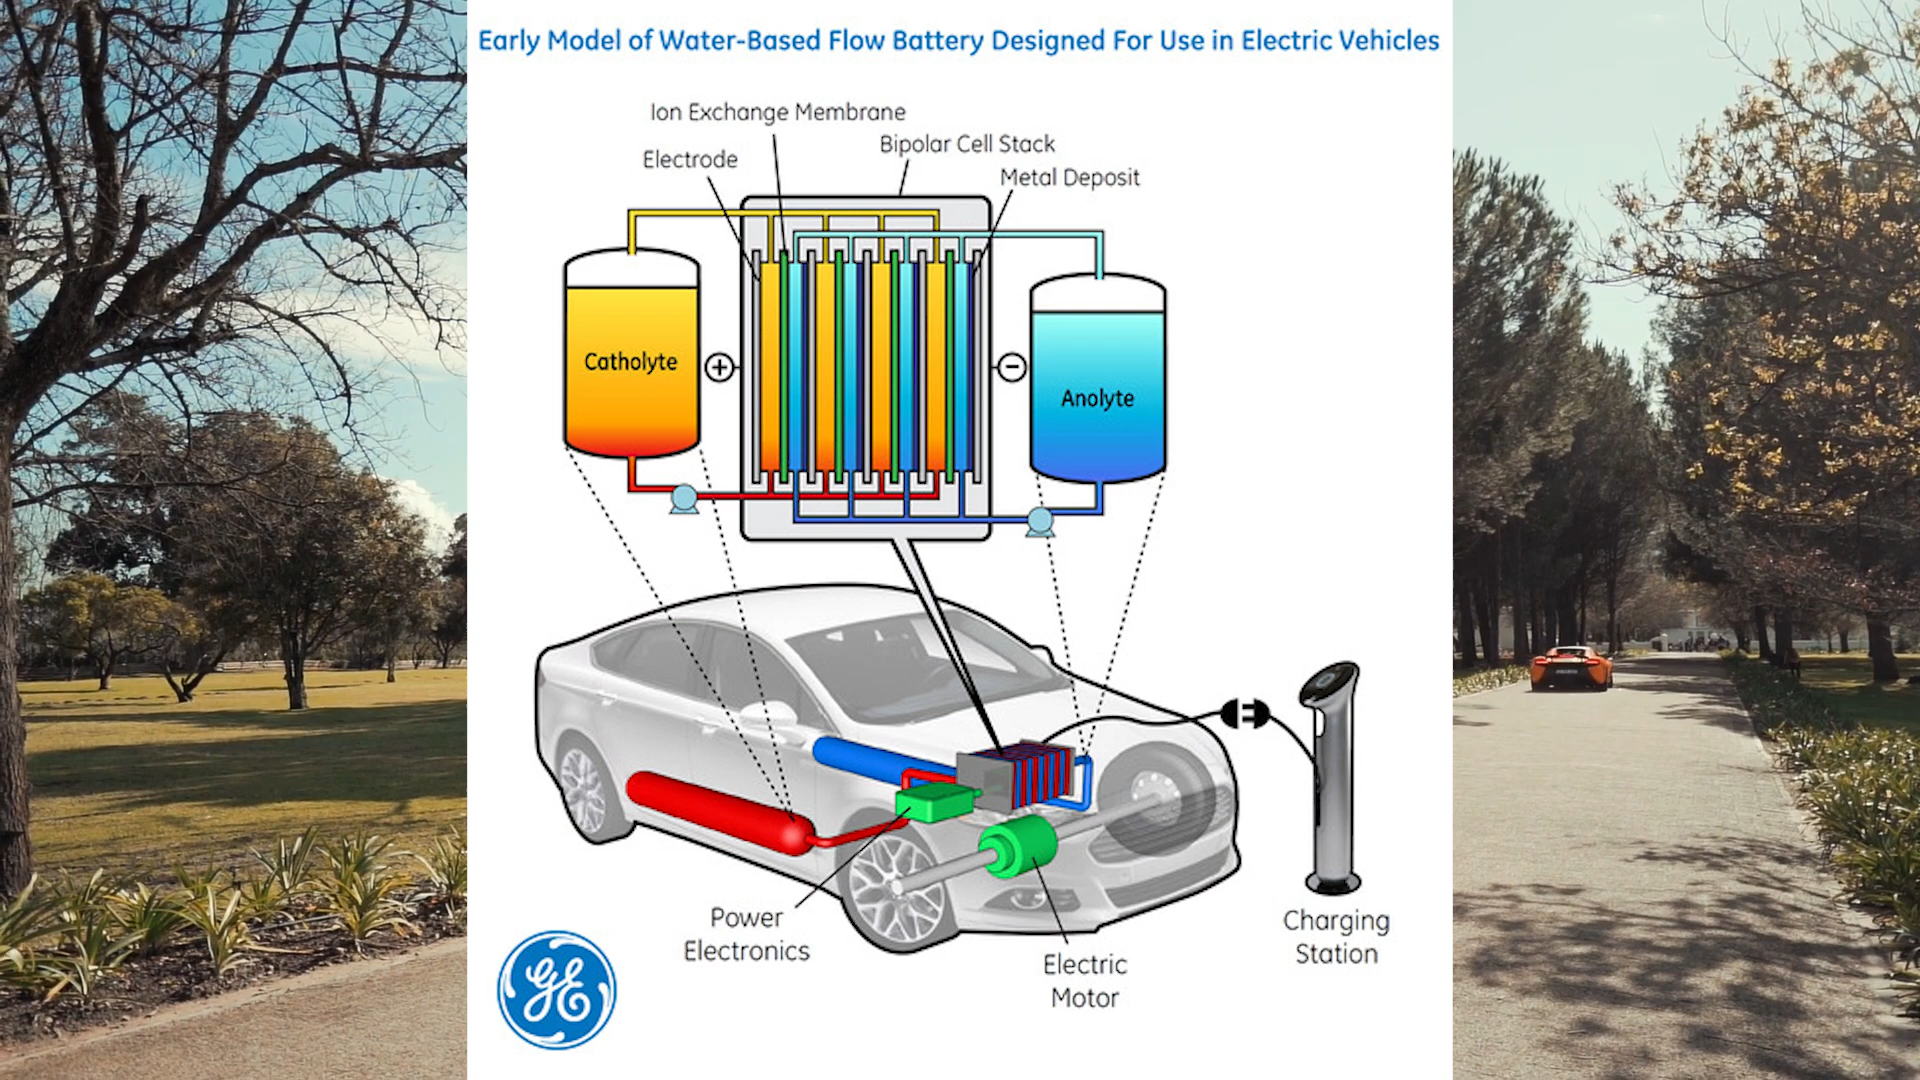 Early Model of Water-Based Flow Battery Designed For Use in Electric Vehicles
Ion Exchange Membrane
Bipolar Cell Stack
Electrode
Metal Deposit
Catholyte
+
−
Anolyte
Power
Electronics
Electric
Motor
Charging
Station
GE